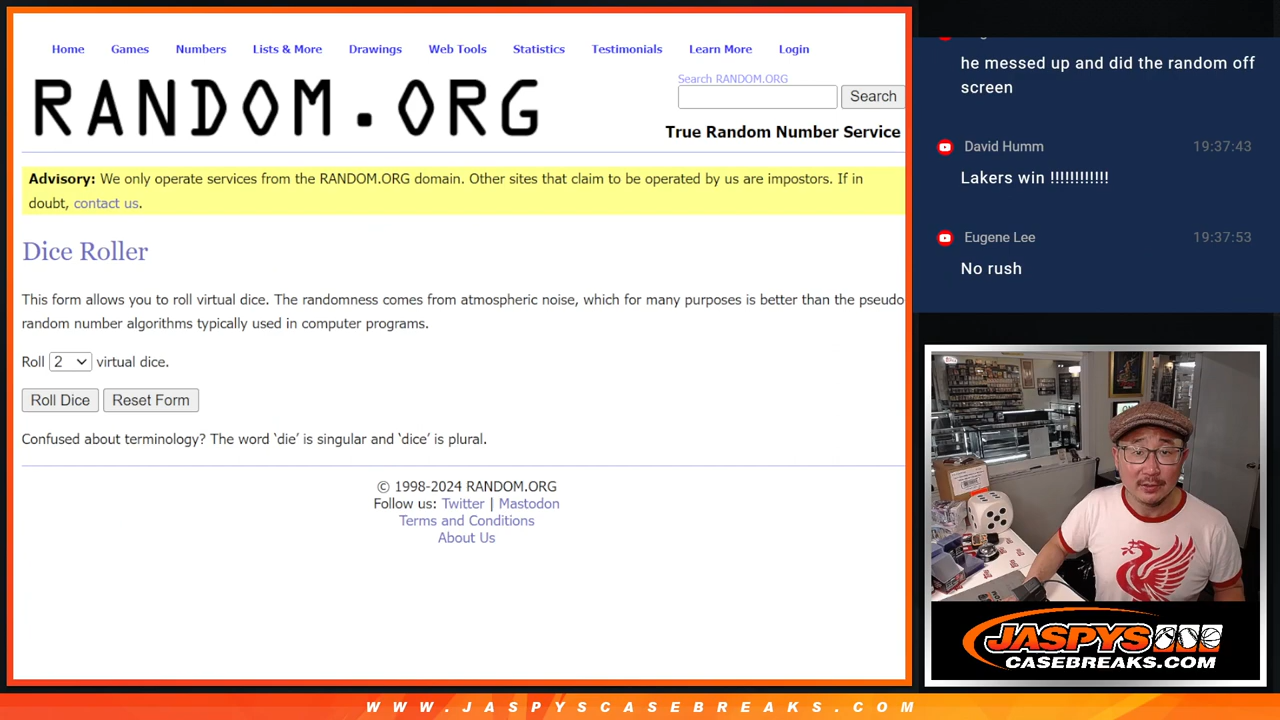 Home Games Numbers Lists & More Drawings Web Tools Statistics Testimonials Learn More Login
RANDOM.ORG
Search RANDOM.ORG
Search
True Random Number Service
Advisory: We only operate services from the RANDOM.ORG domain. Other sites that claim to be operated by us are impostors. If in
doubt, contact us.
Dice Roller
This form allows you to roll virtual dice. The randomness comes from atmospheric noise, which for many purposes is better than the pseudo
random number algorithms typically used in computer programs.
Roll 2 virtual dice.
Roll Dice Reset Form
Confused about terminology? The word ‘die’ is singular and ‘dice’ is plural.
© 1998-2024 RANDOM.ORG
Follow us: Twitter | Mastodon
Terms and Conditions
About Us
he messed up and did the random off
screen
David Humm 19:37:43
Lakers win !!!!!!!!!!!!
Eugene Lee 19:37:53
No rush
JASPYS
CASEBREAKS.COM
WWW.JASPYSCASEBREAKS.COM